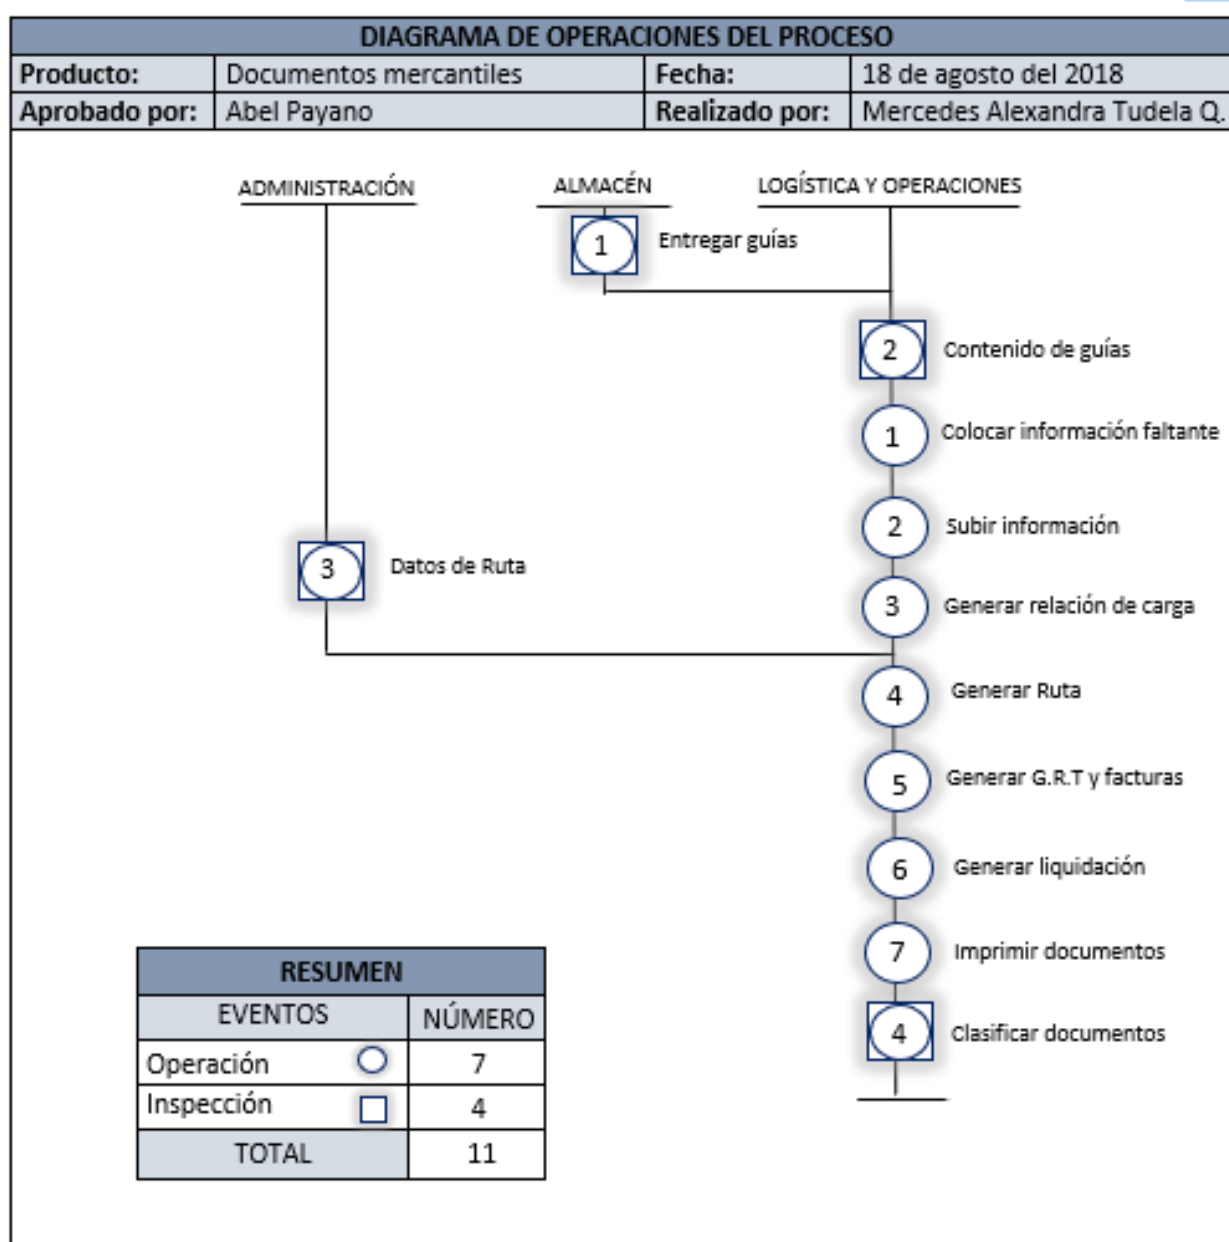 DIAGRAMA DE OPERACIONES DEL PROCESO
Producto: Documentos mercantiles Fecha: 18 de agosto del 2018
Aprobado por: Abel Payano Realizado por: Mercedes Alexandra Tudela Q.
ADMINISTRACIÓN ALMACÉN LOGÍSTICA Y OPERACIONES
1 Entregar guías
2 Contenido de guías
1 Colocar información faltante
2 Subir información
3 Datos de Ruta
3 Generar relación de carga
4 Generar Ruta
5 Generar G.R.T y facturas
6 Generar liquidación
7 Imprimir documentos
4 Clasificar documentos
RESUMEN
EVENTOS NÚMERO
Operación 7
Inspección 4
TOTAL 11